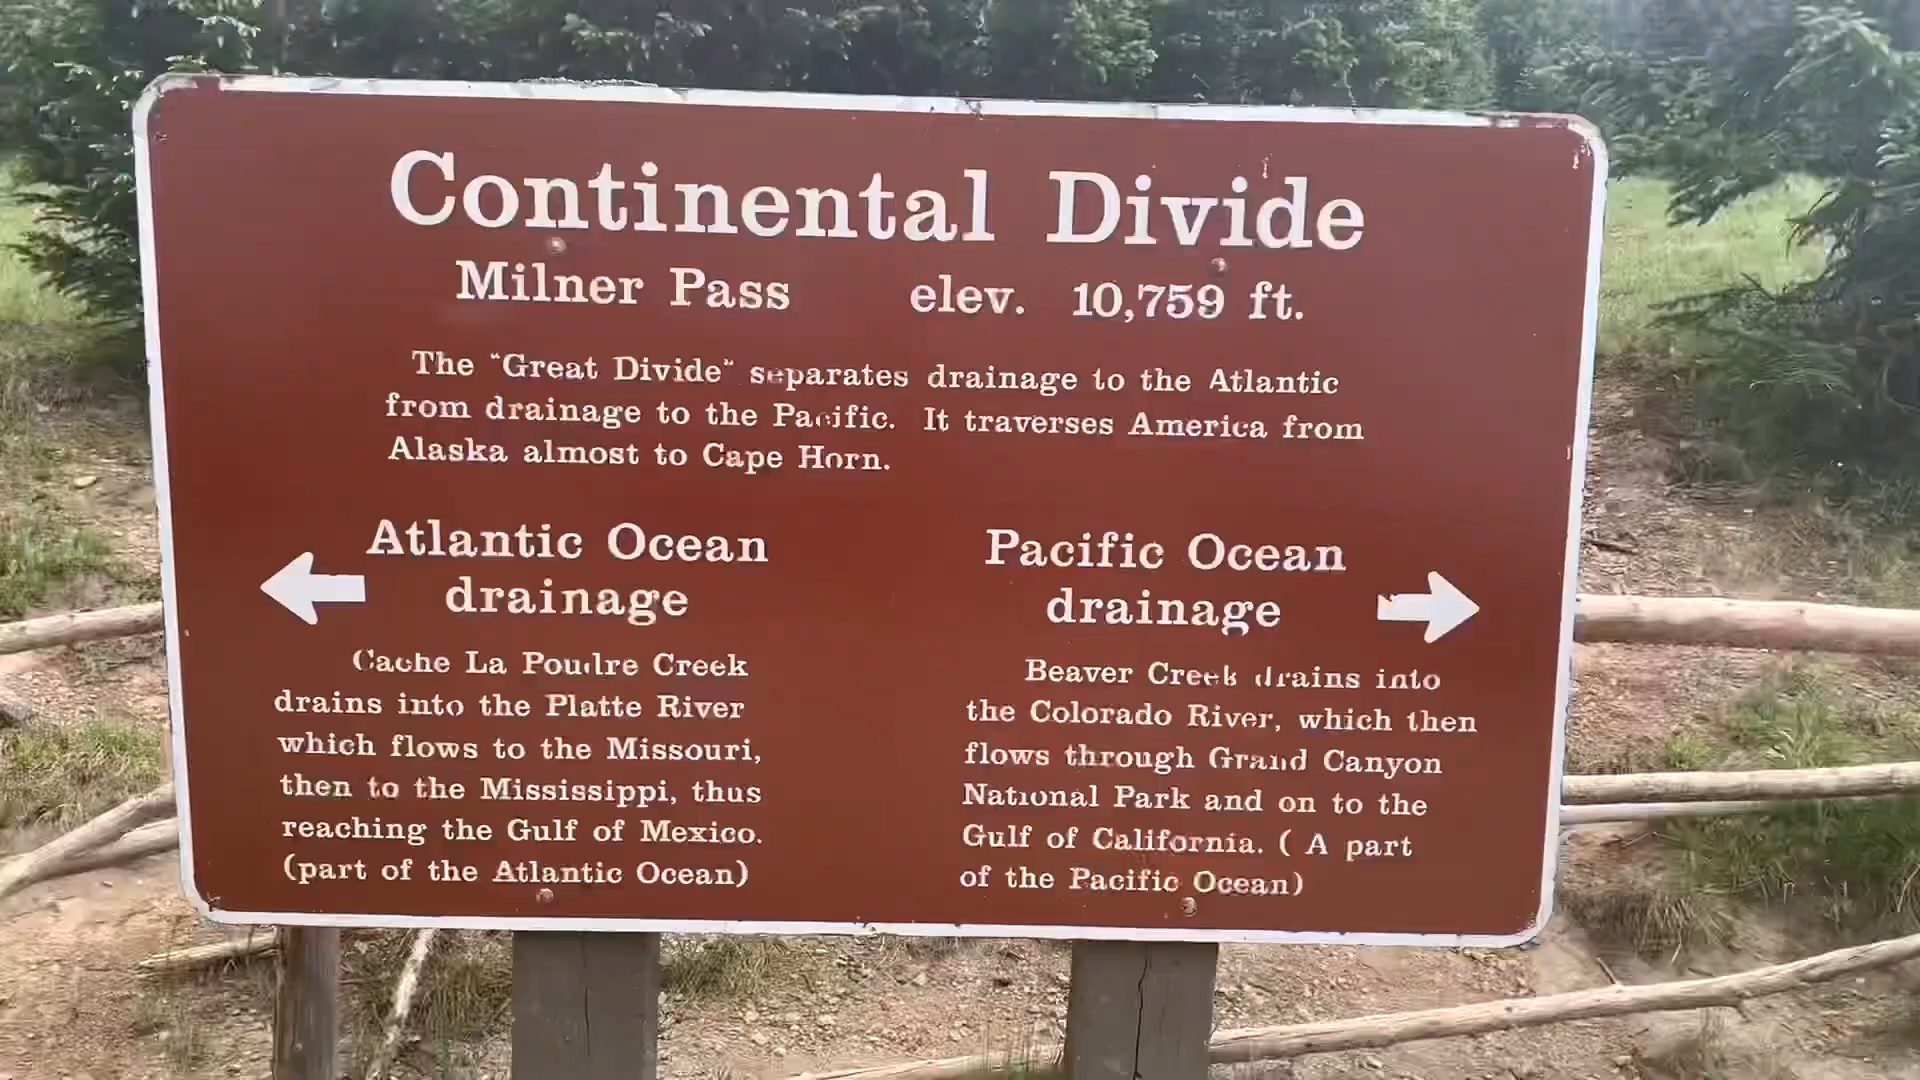 Continental Divide
Milner Pass elev. 10,759 ft.
The "Great Divide" separates drainage to the Atlantic
from drainage to the Pacific. It traverses America from
Alaska almost to Cape Horn.
Atlantic Ocean
drainage
Cache La Poudre Creek
drains into the Platte River
which flows to the Missouri,
then to the Mississippi, thus
reaching the Gulf of Mexico.
(part of the Atlantic Ocean)
Pacific Ocean
drainage
Beaver Creek drains into
the Colorado River, which then
flows through Grand Canyon
National Park and on to the
Gulf of California. ( A part
of the Pacific Ocean)